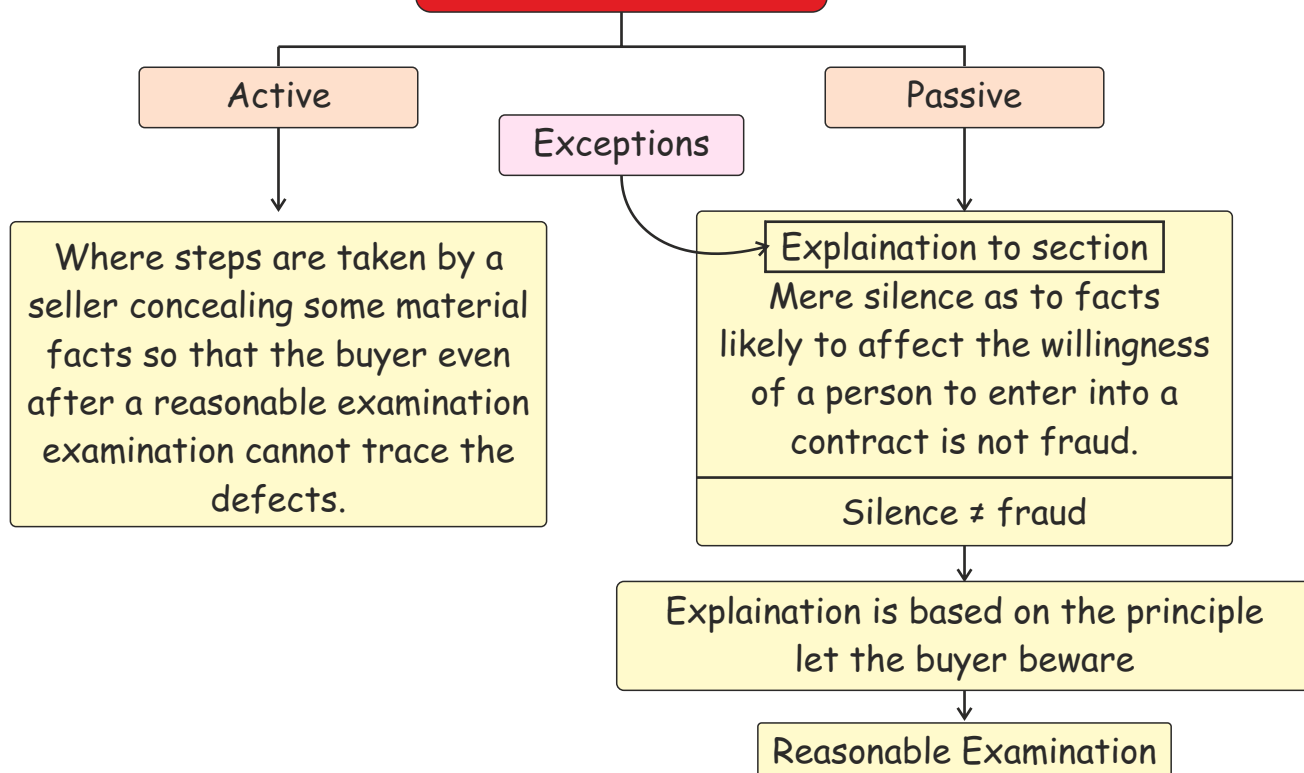 Active
Passive
Exceptions
Where steps are taken by a
seller concealing some material
facts so that the buyer even
after a reasonable examination
examination cannot trace the
defects.
Explaination to section
Mere silence as to facts
likely to affect the willingness
of a person to enter into a
contract is not fraud.
Silence ≠ fraud
Explaination is based on the principle
let the buyer beware
Reasonable Examination